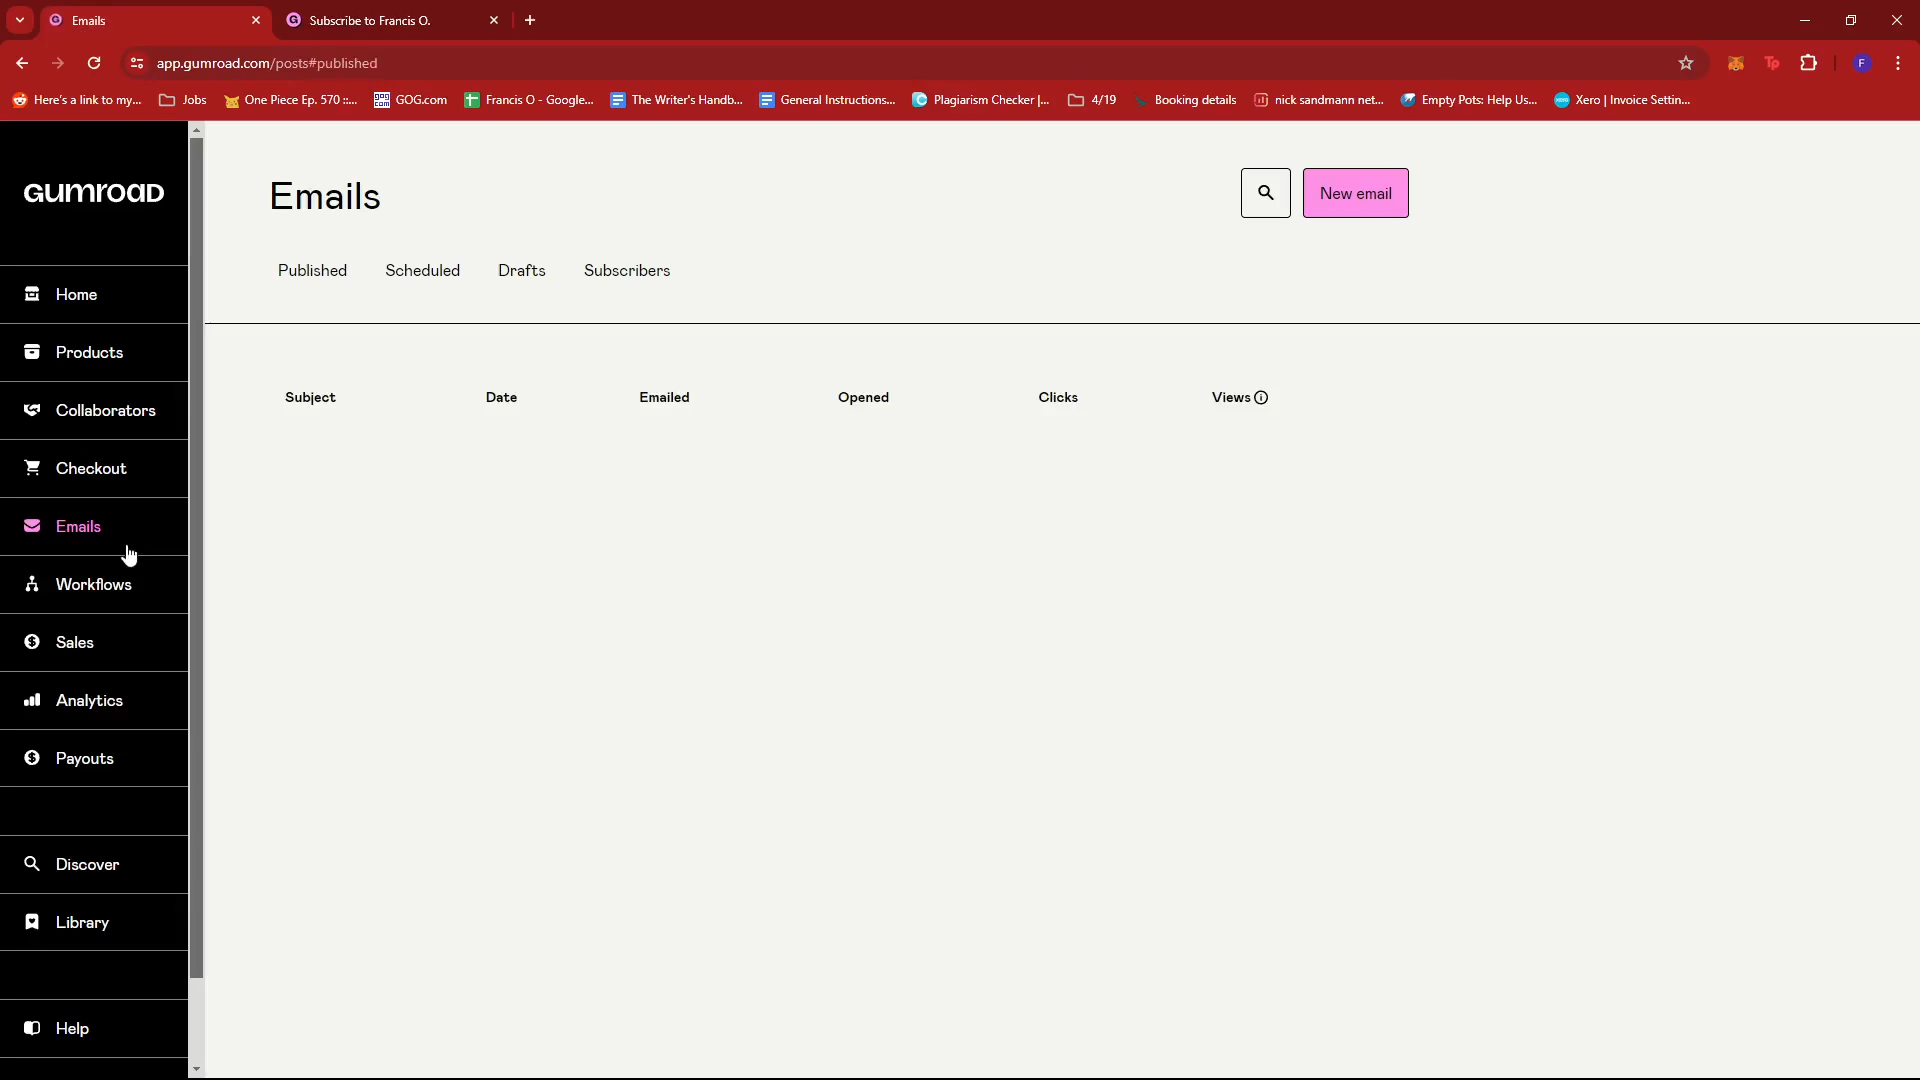 Emails
Subscribe to Francis O.
app.gumroad.com/posts#published
F
Here's a link to my...
Jobs
One Piece Ep. 570 ::...
GOG.com
Francis O - Google...
The Writer's Handb...
General Instructions...
Plagiarism Checker |...
4/19
Booking details
nick sandmann net...
Empty Pots: Help Us...
Xero | Invoice Settin...
GUMROAD
Home
Products
Collaborators
Checkout
Emails
Workflows
Sales
Analytics
Payouts
Discover
Library
Help
Emails
New email
Published
Scheduled
Drafts
Subscribers
Subject
Date
Emailed
Opened
Clicks
Views